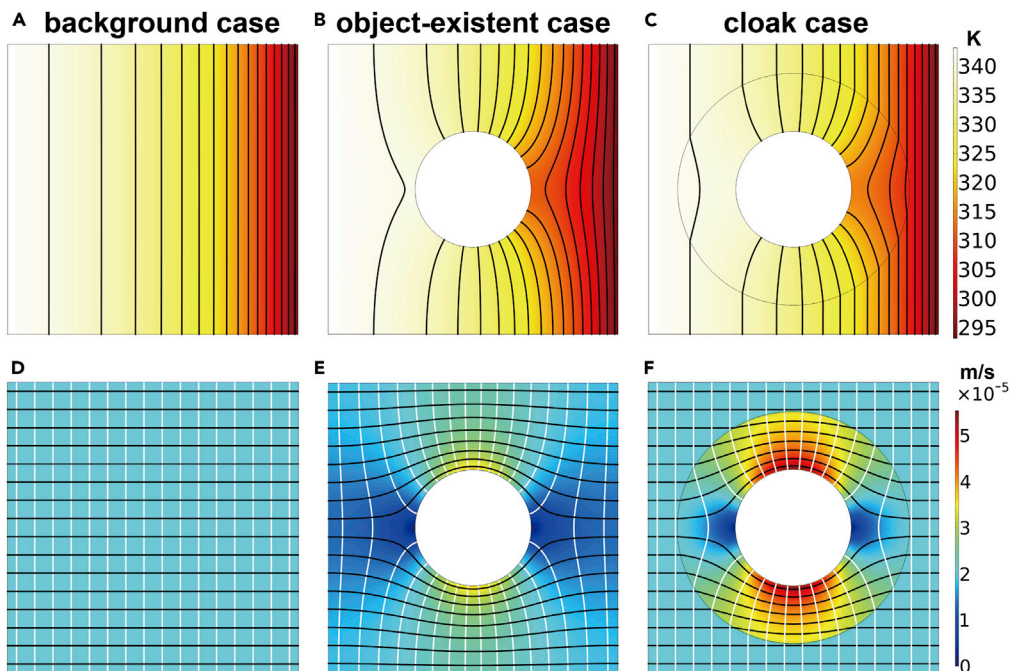 A background case
B object-existent case
C cloak case
K
340
335
330
325
320
315
310
305
300
295
D
E
F
m/s
×10⁻⁵
5
4
3
2
1
0